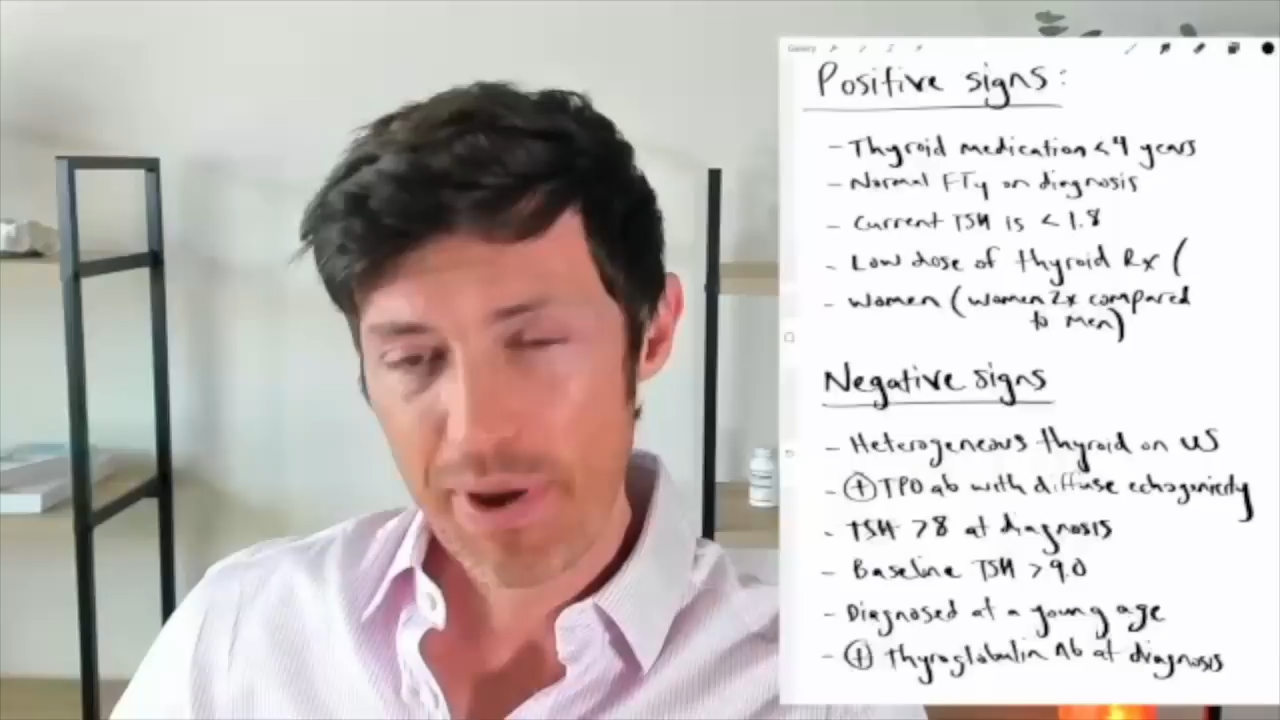 Gallery
Positive signs:
- Thyroid medication < 4 years
- Normal FT4 on diagnosis
- Current TSH is < 1.8
- Low dose of thyroid Rx (
- Women (Women 2x compared
to Men)
Negative signs
- Heterogeneous thyroid on US
- (+) TPO ab with diffuse echogenicity
- TSH >8 at diagnosis
- Baseline TSH > 9.0
- Diagnosed at a young age
- (+) Thyroglobulin Ab at diagnosis